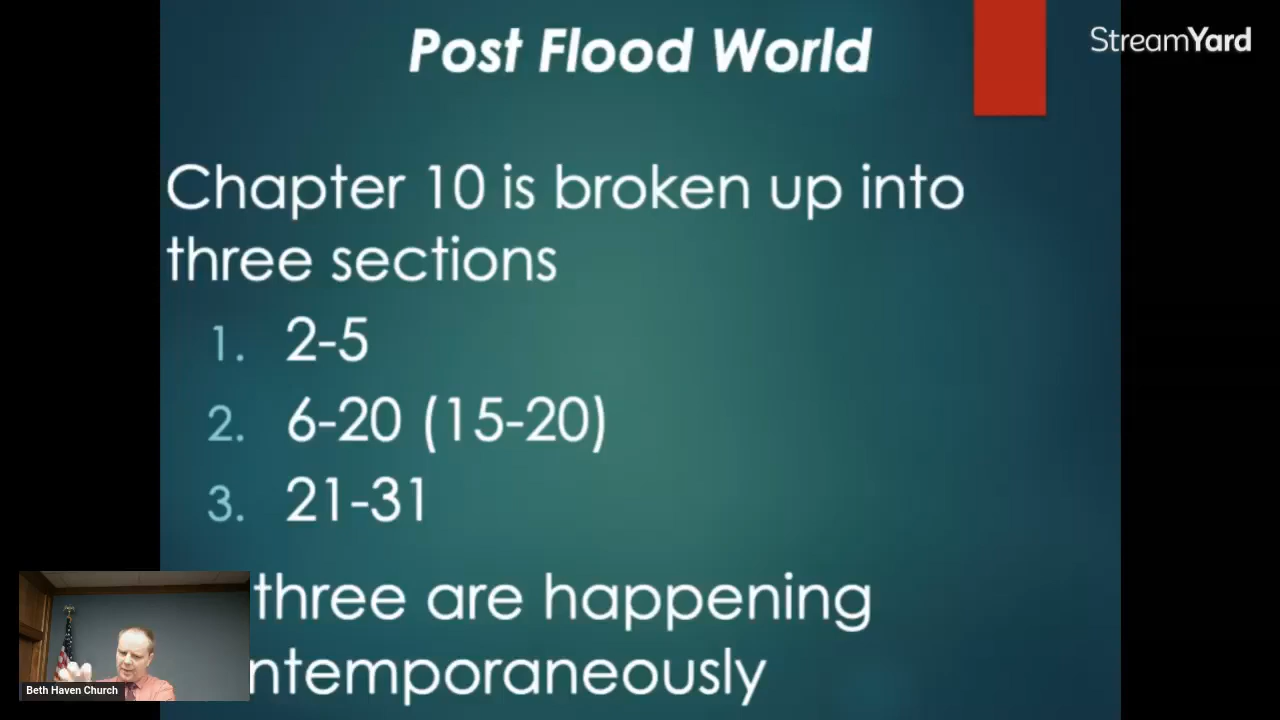 Post Flood World
StreamYard
Chapter 10 is broken up into
three sections
1. 2-5
2. 6-20 (15-20)
3. 21-31
three are happening
ntemporaneously
Beth Haven Church